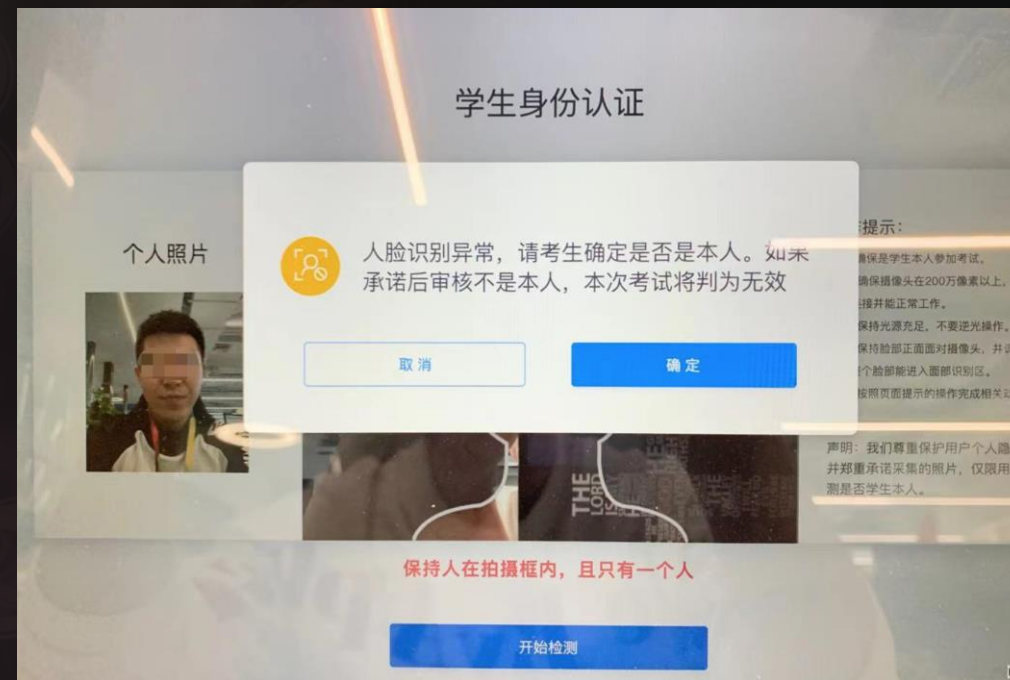 学生身份认证
个人照片
人脸识别异常，请考生确定是否是本人。如果
承诺后审核不是本人，本次考试将判为无效
取消
确定
提示：
确保是学生本人参加考试。
确保摄像头在200万像素以上，
接并能正常工作。
保持光源充足，不要逆光操作。
保持脸部正面面对摄像头，并
个脸部能进入面部识别区。
按照页面提示的操作完成相关
声明：我们尊重保护用户个人隐
并郑重承诺采集的照片，仅限用
测是否学生本人。
THE
LORD
IS
THE
保持人在拍摄框内，且只有一个人
开始检测